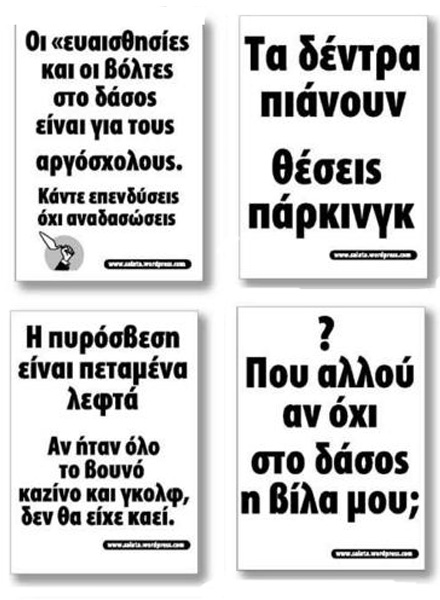 Οι «ευαισθησίες
και οι βόλτες
στο δάσος
είναι για τους
αργόσχολους.
Κάντε επενδύσεις
όχι αναδασώσεις
www.salata.wordpress.com
Τα δέντρα
πιάνουν
θέσεις
πάρκινγκ
www.salata.wordpress.com
Η πυρόσβεση
είναι πεταμένα
λεφτά
Αν ήταν όλο
το βουνό
καζίνο και γκολφ,
δεν θα είχε καεί.
www.salata.wordpress.com
?
Που αλλού
αν όχι
στο δάσος
η βίλα μου;
www.salata.wordpress.com